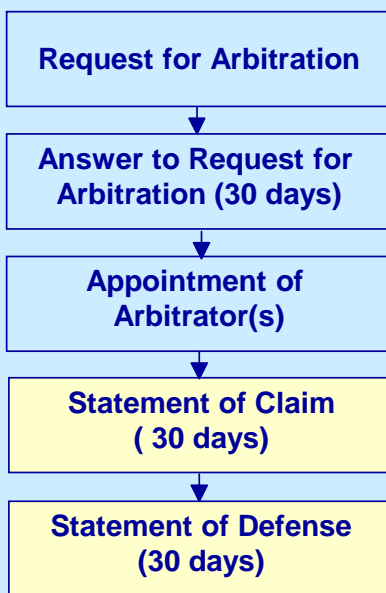 Request for Arbitration
Answer to Request for
Arbitration (30 days)
Appointment of
Arbitrator(s)
Statement of Claim
( 30 days)
Statement of Defense
(30 days)